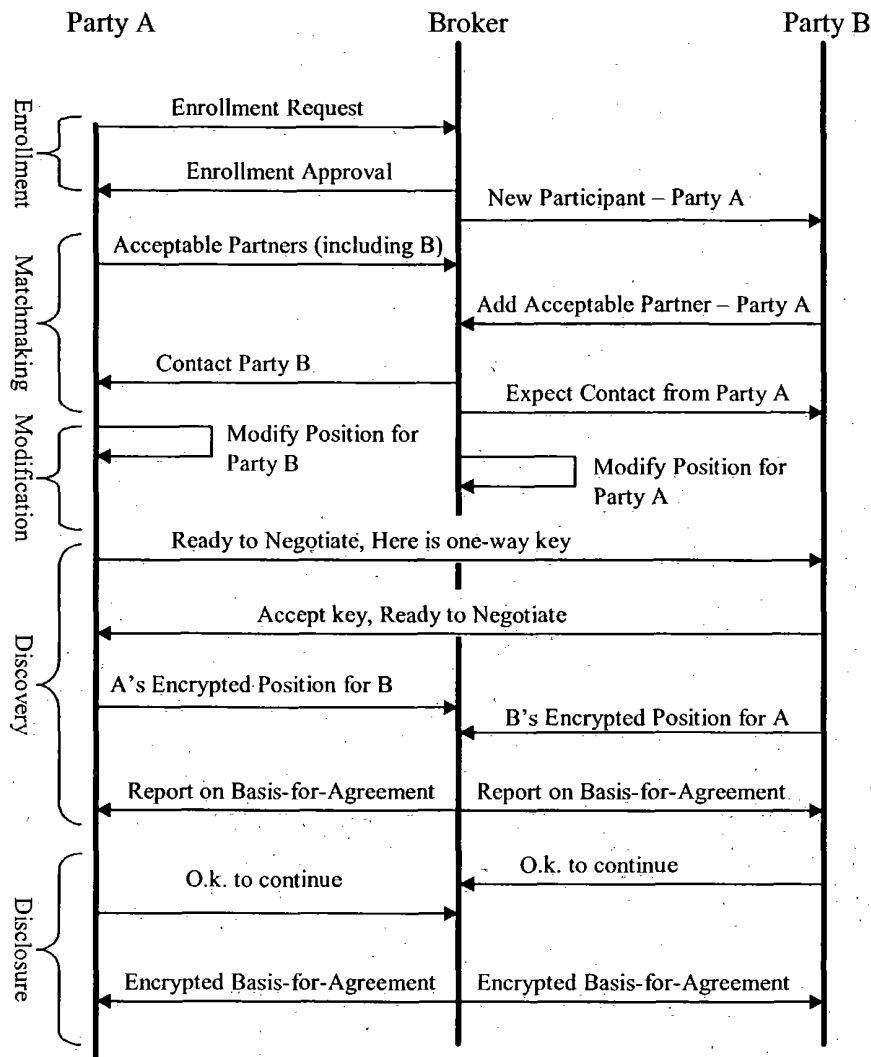 Party A
Broker
Party B
Enrollment
Enrollment Request
Enrollment Approval
New Participant – Party A
Matchmaking
Acceptable Partners (including B)
Add Acceptable Partner – Party A
Contact Party B
Expect Contact from Party A
Modification
Modify Position for
Party B
Modify Position for
Party A
Discovery
Ready to Negotiate, Here is one-way key
Accept key, Ready to Negotiate
A's Encrypted Position for B
B's Encrypted Position for A
Report on Basis-for-Agreement
Report on Basis-for-Agreement
Disclosure
O.k. to continue
O.k. to continue
Encrypted Basis-for-Agreement
Encrypted Basis-for-Agreement